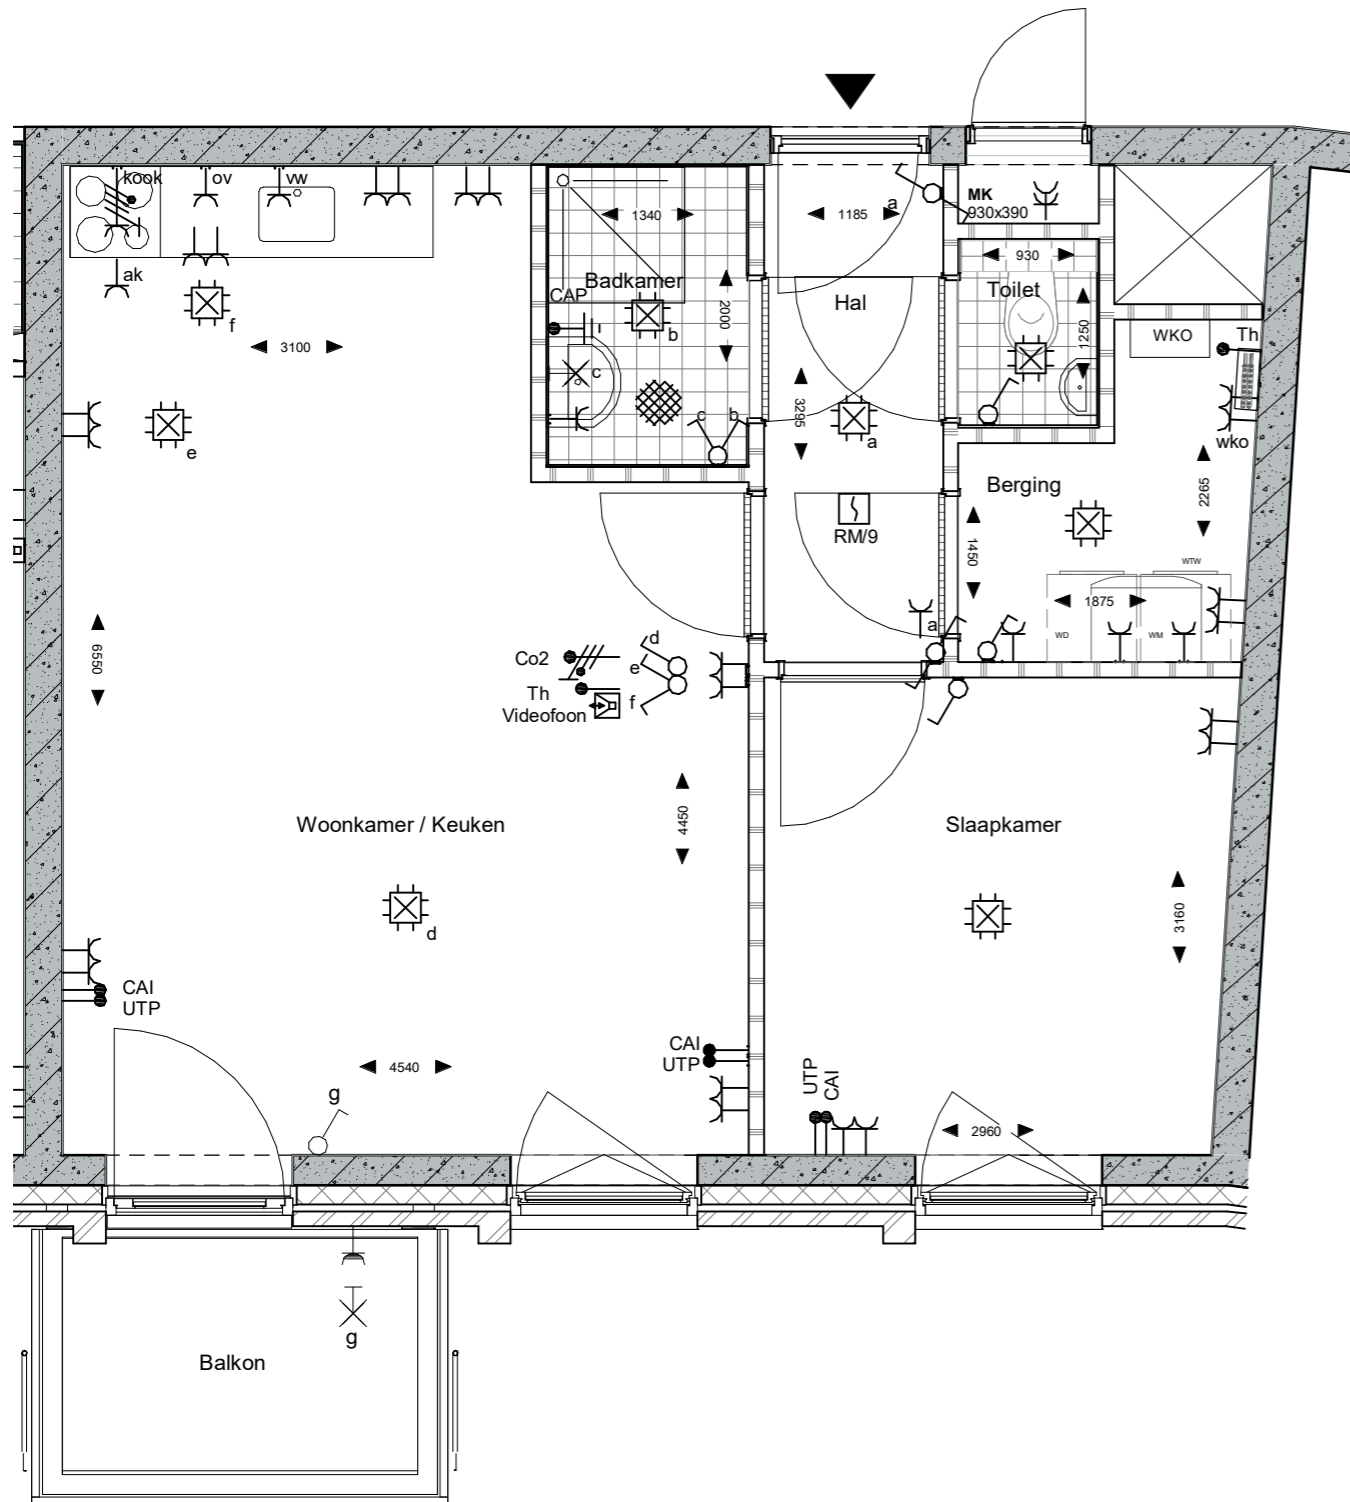 kook
ov
vw
ak
f
3100
e
1340
Badkamer
CAP
b
2000
c
c
b
1185
a
MK
930x390
930
Toilet
1250
Hal
3295
a
WKO
Th
wko
2265
Berging
RM/9
1450
WTW
1875
WD
WM
a
Co2
Th
Videofoon
d
e
f
6550
4450
Woonkamer / Keuken
Slaapkamer
3160
d
CAI
UTP
4540
g
CAI
UTP
UTP
CAI
2960
g
Balkon